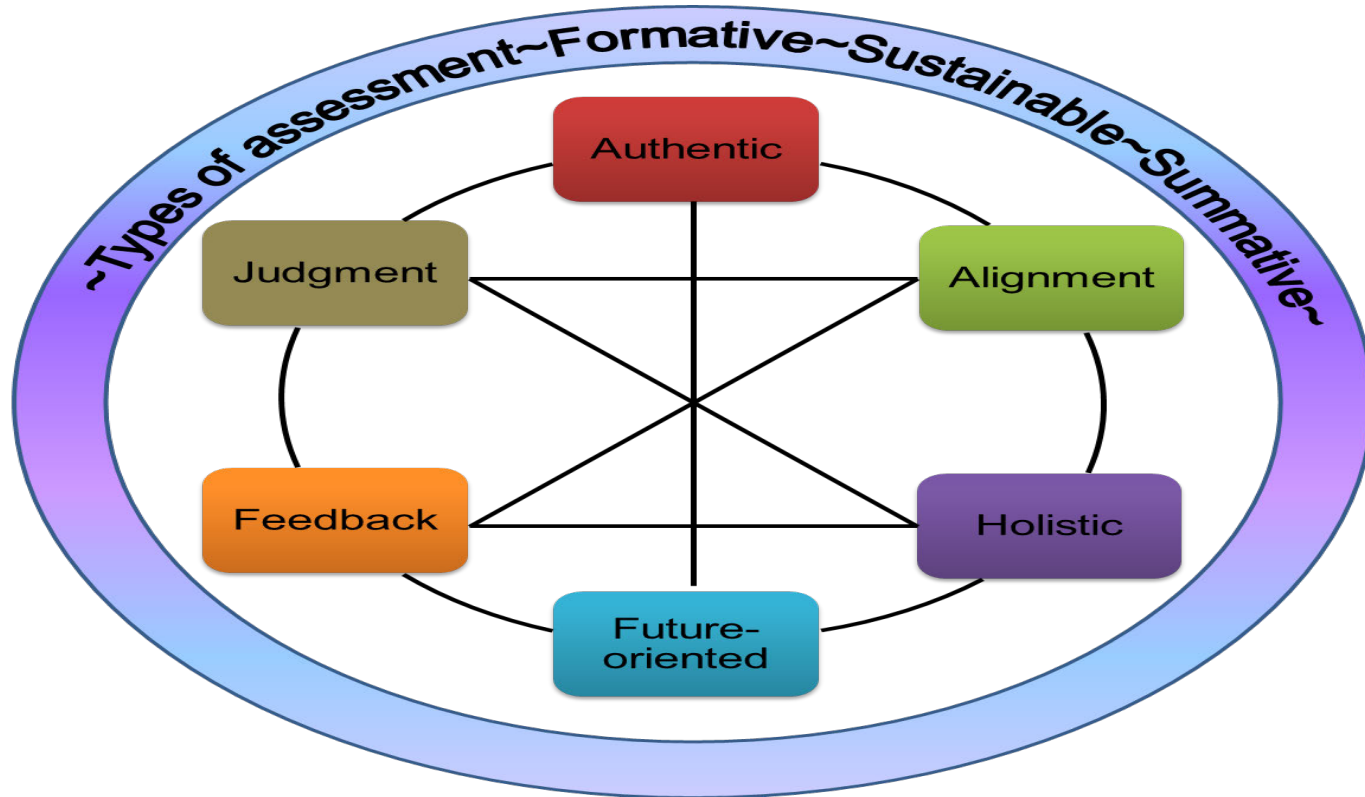 ~Types of assessment~Formative~Sustainable~Summative~
Authentic
Judgment
Alignment
Feedback
Holistic
Future-
oriented